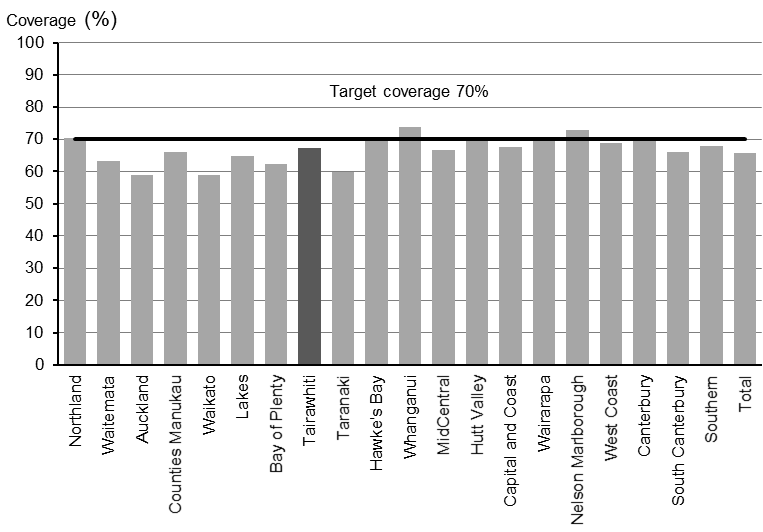 Coverage (%)
100
90
80
70
60
50
40
30
20
10
0
Target coverage 70%
Northland
Waitemata
Auckland
Counties Manukau
Waikato
Lakes
Bay of Plenty
Tairawhiti
Taranaki
Hawke's Bay
Whanganui
MidCentral
Hutt Valley
Capital and Coast
Wairarapa
Nelson Marlborough
West Coast
Canterbury
South Canterbury
Southern
Total